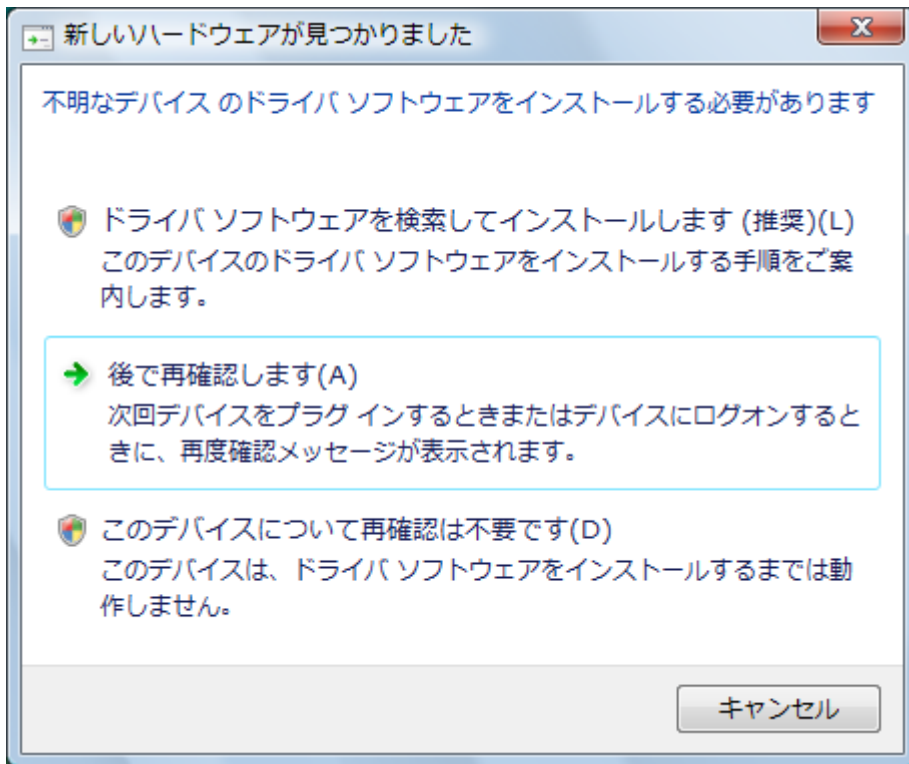 新しいハードウェアが見つかりました
不明なデバイス のドライバ ソフトウェアをインストールする必要があります
ドライバ ソフトウェアを検索してインストールします (推奨)(L)
このデバイスのドライバ ソフトウェアをインストールする手順をご案
内します。
後で再確認します(A)
次回デバイスをプラグ インするときまたはデバイスにログオンすると
きに、再度確認メッセージが表示されます。
このデバイスについて再確認は不要です(D)
このデバイスは、ドライバ ソフトウェアをインストールするまでは動
作しません。
キャンセル